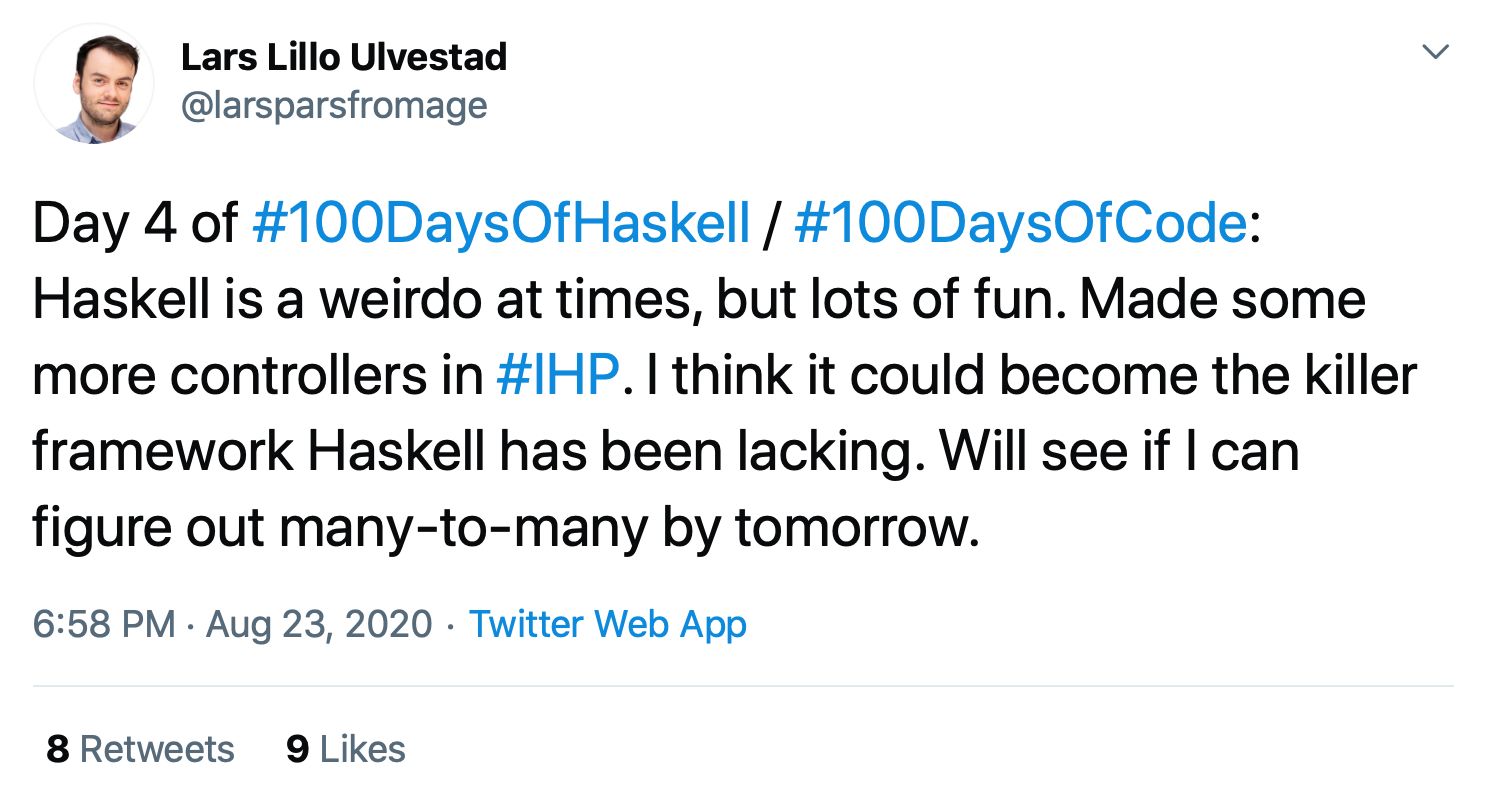 Lars Lillo Ulvestad
@larsparsfromage
Day 4 of #100DaysOfHaskell / #100DaysOfCode:
Haskell is a weirdo at times, but lots of fun. Made some
more controllers in #IHP. I think it could become the killer
framework Haskell has been lacking. Will see if I can
figure out many-to-many by tomorrow.
6:58 PM · Aug 23, 2020 · Twitter Web App
8 Retweets 9 Likes